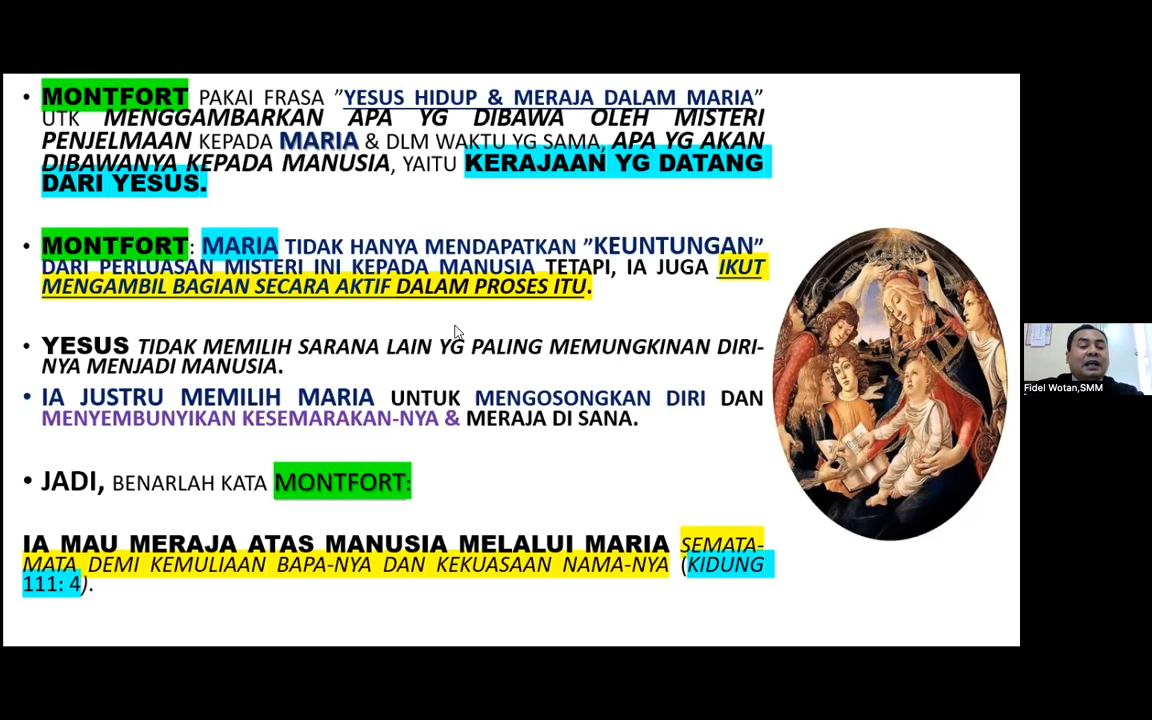 • MONTFORT PAKAI FRASA ”YESUS HIDUP & MERAJA DALAM MARIA”
UTK MENGGAMBARKAN APA YG DIBAWA OLEH MISTERI
PENJELMAAN KEPADA MARIA & DLM WAKTU YG SAMA, APA YG AKAN
DIBAWANYA KEPADA MANUSIA, YAITU KERAJAAN YG DATANG
DARI YESUS.
• MONTFORT: MARIA TIDAK HANYA MENDAPATKAN ”KEUNTUNGAN”
DARI PERLUASAN MISTERI INI KEPADA MANUSIA TETAPI, IA JUGA IKUT
MENGAMBIL BAGIAN SECARA AKTIF DALAM PROSES ITU.
• YESUS TIDAK MEMILIH SARANA LAIN YG PALING MEMUNGKINAN DIRI-
NYA MENJADI MANUSIA.
• IA JUSTRU MEMILIH MARIA UNTUK MENGOSONGKAN DIRI DAN
MENYEMBUNYIKAN KESEMARAKAN-NYA & MERAJA DI SANA.
• JADI, BENARLAH KATA MONTFORT:
IA MAU MERAJA ATAS MANUSIA MELALUI MARIA SEMATA-
MATA DEMI KEMULIAAN BAPA-NYA DAN KEKUASAAN NAMA-NYA (KIDUNG
111: 4).
Fidel Wotan,SMM